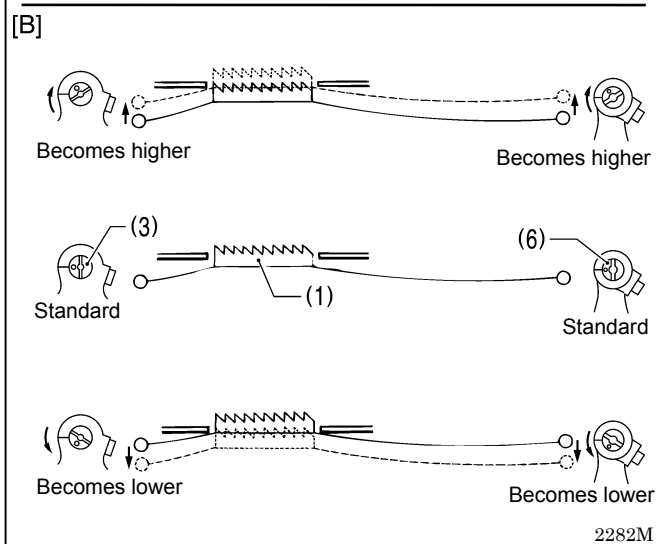 [B]
Becomes higher
Becomes higher
(3)
(6)
(1)
Standard
Standard
Becomes lower
Becomes lower
2282M